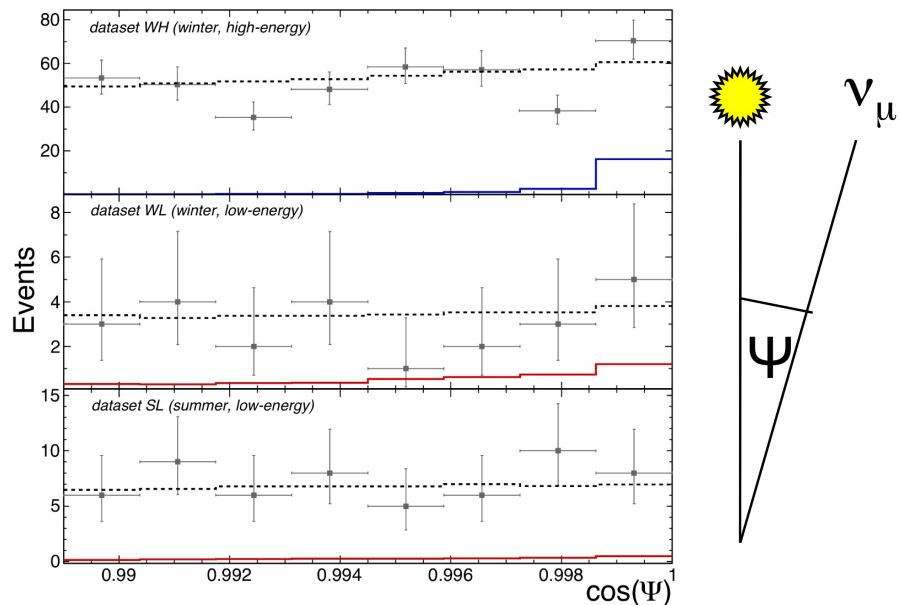 dataset WH (winter, high-energy)
80
60
40
20
dataset WL (winter, low-energy)
8
6
4
2
Events
dataset SL (summer, low-energy)
15
10
5
0
0.99 0.992 0.994 0.996 0.998 1
cos(Ψ)
νμ
Ψ